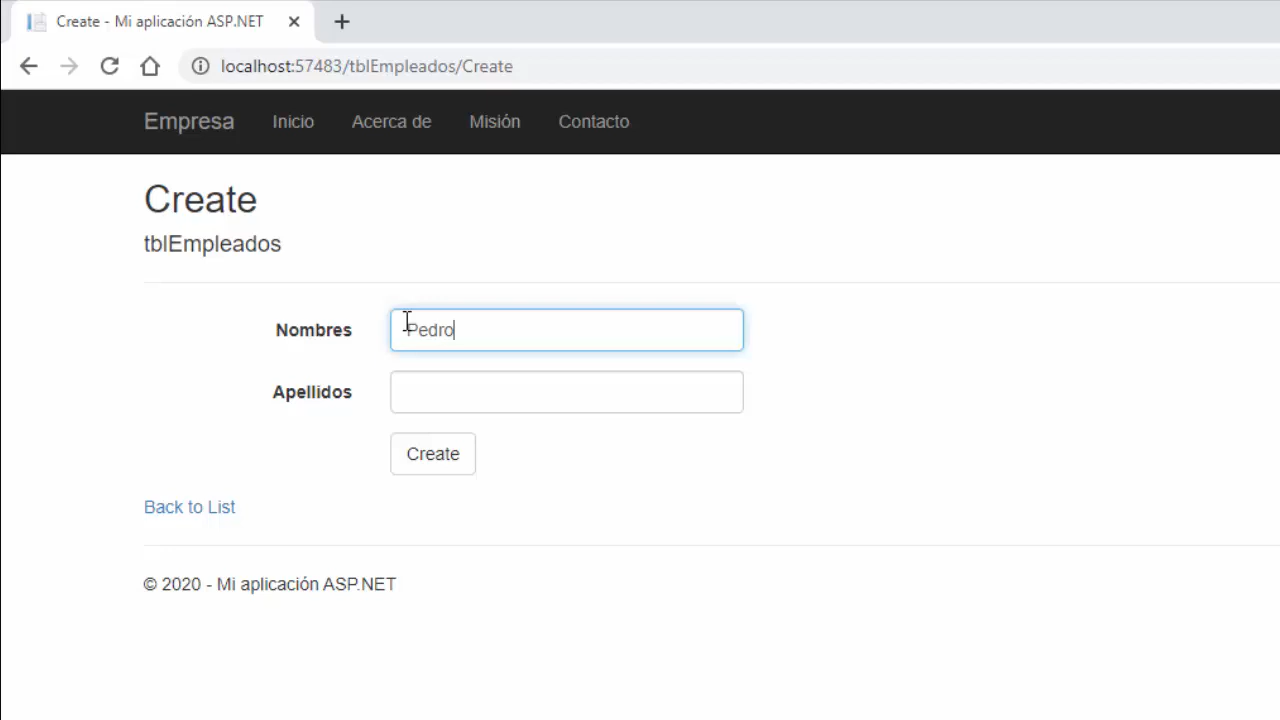 Create - Mi aplicación ASP.NET
localhost:57483/tblEmpleados/Create
Empresa Inicio Acerca de Misión Contacto
Create
tblEmpleados
Nombres Pedro
Apellidos
Create
Back to List
© 2020 - Mi aplicación ASP.NET